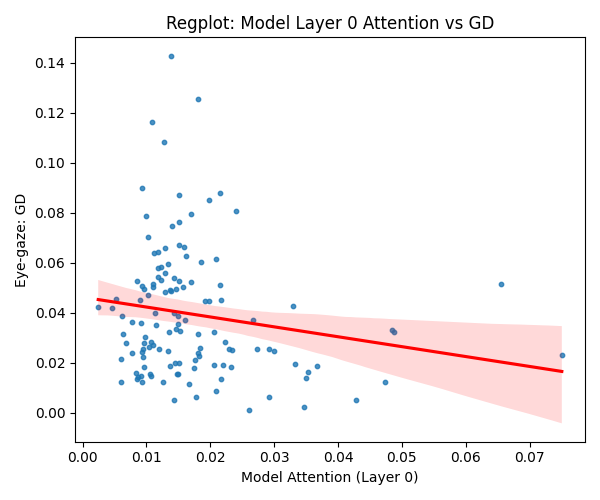 Regplot: Model Layer 0 Attention vs GD
Eye-gaze: GD
0.14
0.12
0.10
0.08
0.06
0.04
0.02
0.00
0.00 0.01 0.02 0.03 0.04 0.05 0.06 0.07
Model Attention (Layer 0)